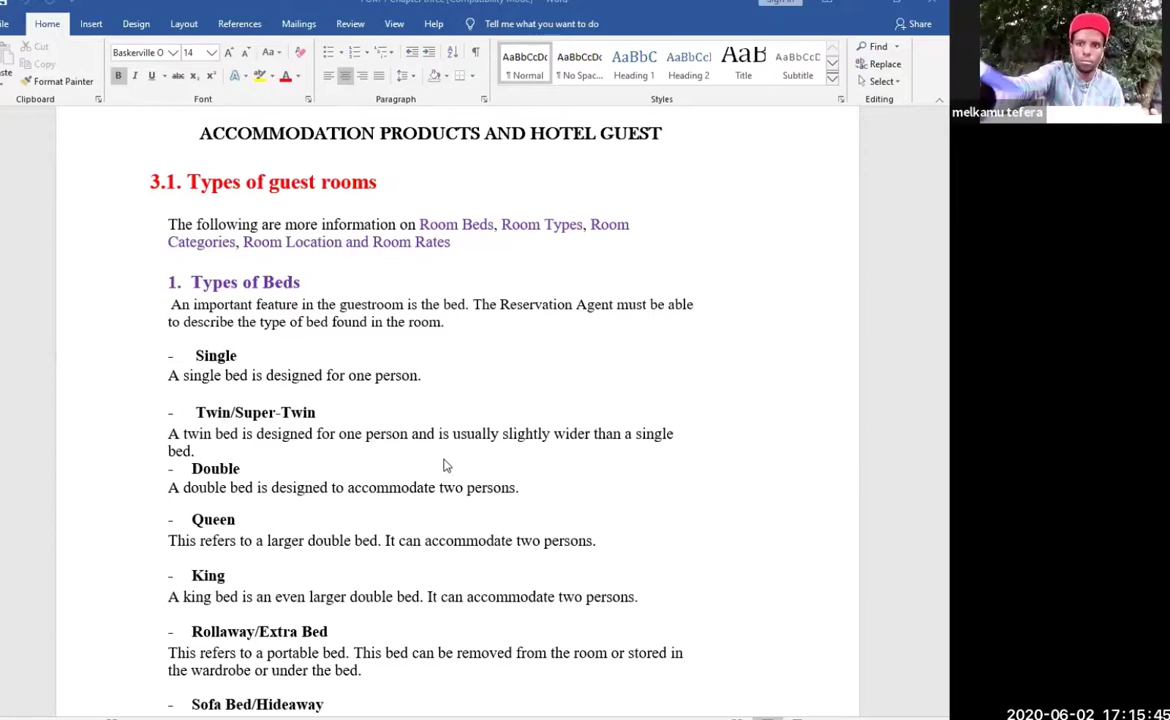 File Home Insert Design Layout References Mailings Review View Help Tell me what you want to do Share
Cut
Copy
Format Painter
Clipboard
Baskerville O 14
Font
Paragraph
AaBbCcDc AaBbCcDc AaBbC AaBbCcl AaB AaBbCcD
¶ Normal ¶ No Spac... Heading 1 Heading 2 Title Subtitle
Styles
Find
Replace
Select
Editing
melkamu tefera
ACCOMMODATION PRODUCTS AND HOTEL GUEST
3.1. Types of guest rooms
The following are more information on Room Beds, Room Types, Room
Categories, Room Location and Room Rates
1. Types of Beds
An important feature in the guestroom is the bed. The Reservation Agent must be able
to describe the type of bed found in the room.
- Single
A single bed is designed for one person.
- Twin/Super-Twin
A twin bed is designed for one person and is usually slightly wider than a single
bed.
- Double
A double bed is designed to accommodate two persons.
- Queen
This refers to a larger double bed. It can accommodate two persons.
- King
A king bed is an even larger double bed. It can accommodate two persons.
- Rollaway/Extra Bed
This refers to a portable bed. This bed can be removed from the room or stored in
the wardrobe or under the bed.
- Sofa Bed/Hideaway
2020-06-02 17:15:45